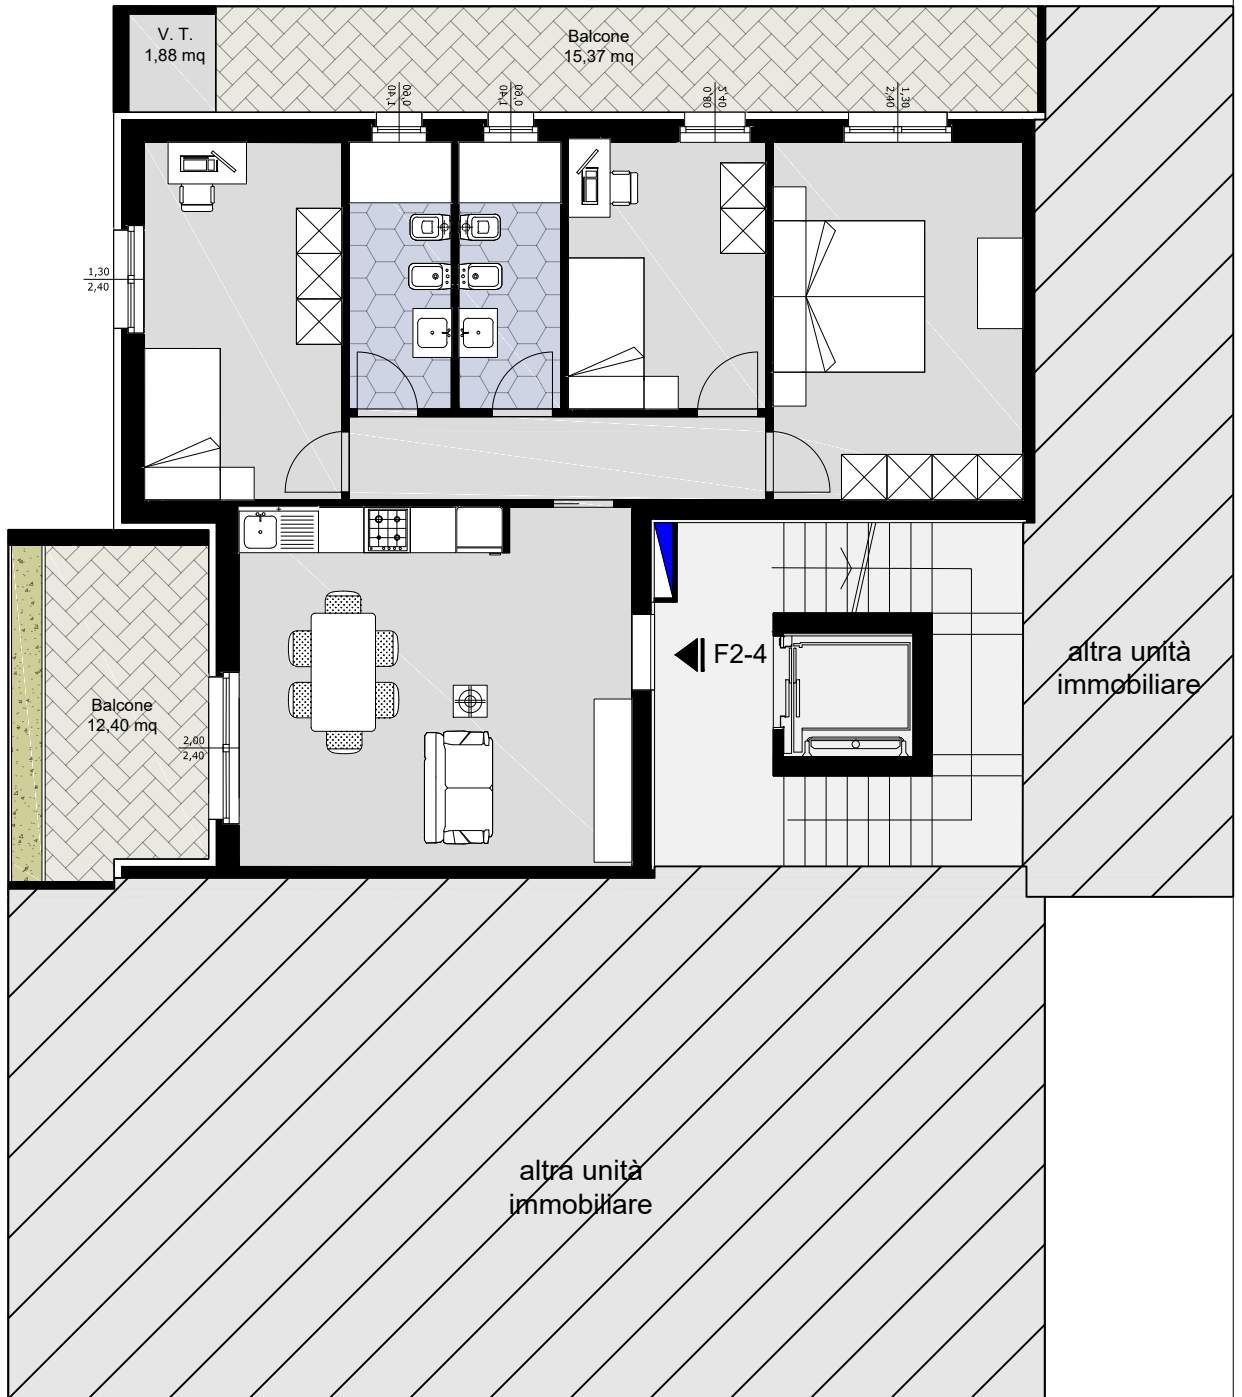 V. T.
1,88 mq
Balcone
15,37 mq
0,60
1,40
0,60
1,40
2,40
0,80
1,30
2,40
1,30
2,40
F2-4
altra unità
immobiliare
Balcone
12,40 mq
2,00
2,40
altra unità
immobiliare